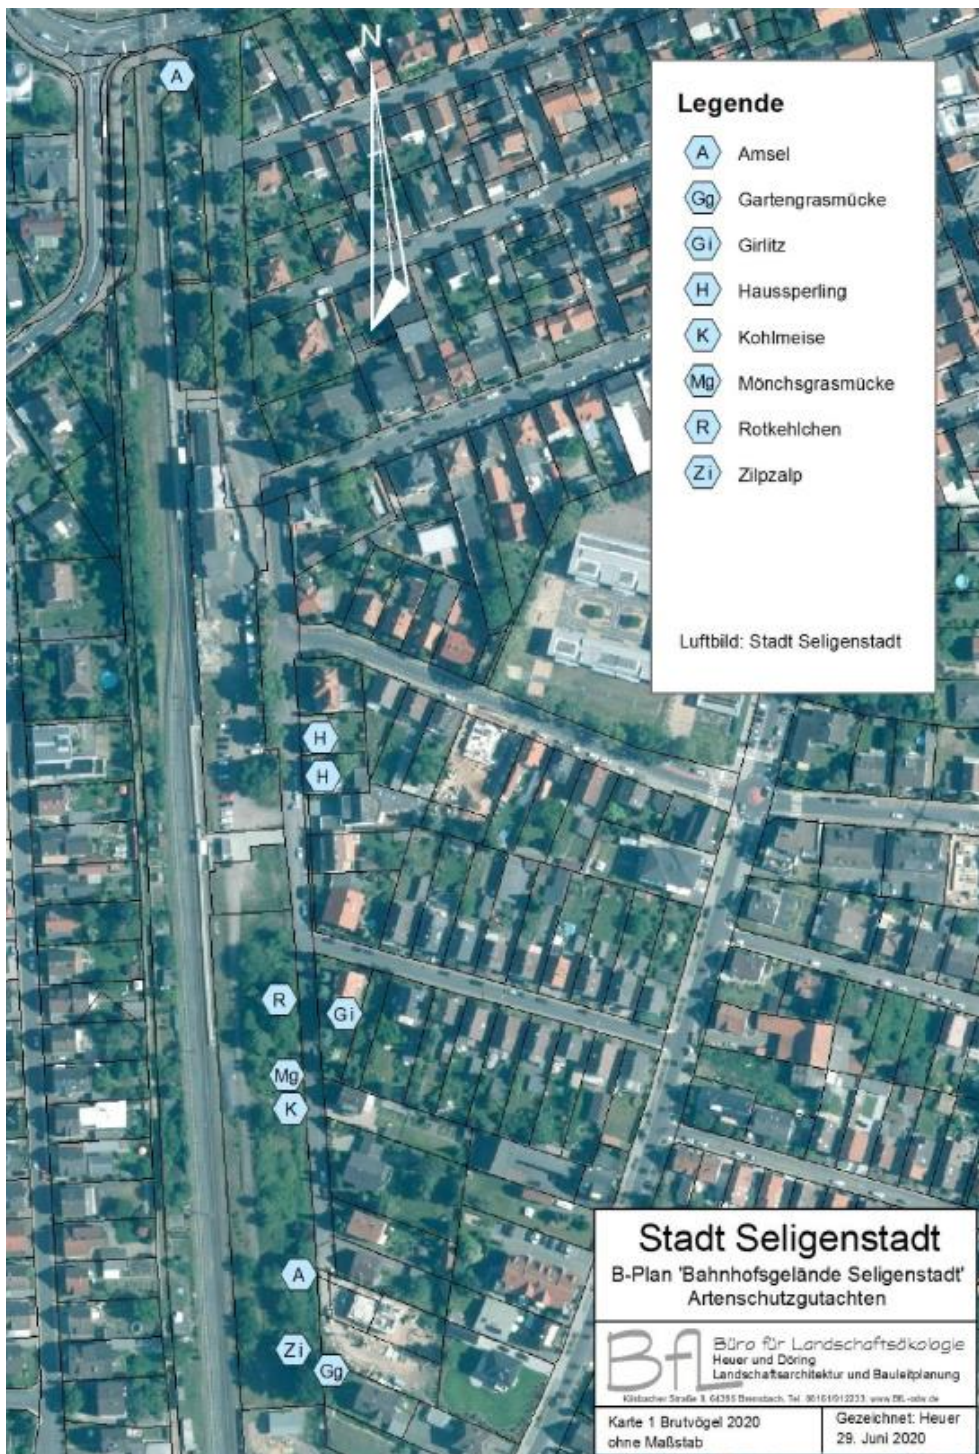 A
N
Legende
A Amsel
Gg Gartengrasmücke
Gi Girlitz
H Haussperling
K Kohlmeise
Mg Mönchsgrasmücke
R Rotkehlchen
Zi Zilpzalp
Luftbild: Stadt Seligenstadt
H
H
R
Gi
Mg
K
A
Zi
Gg
Stadt Seligenstadt
B-Plan 'Bahnhofsgelände Seligenstadt'
Artenschutzgutachten
BfL
Büro für Landschaftsökologie
Heuer und Döring
Landschaftsarchitektur und Bauleitplanung
Karte 1 Brutvögel 2020
ohne Maßstab
Gezeichnet: Heuer
29. Juni 2020